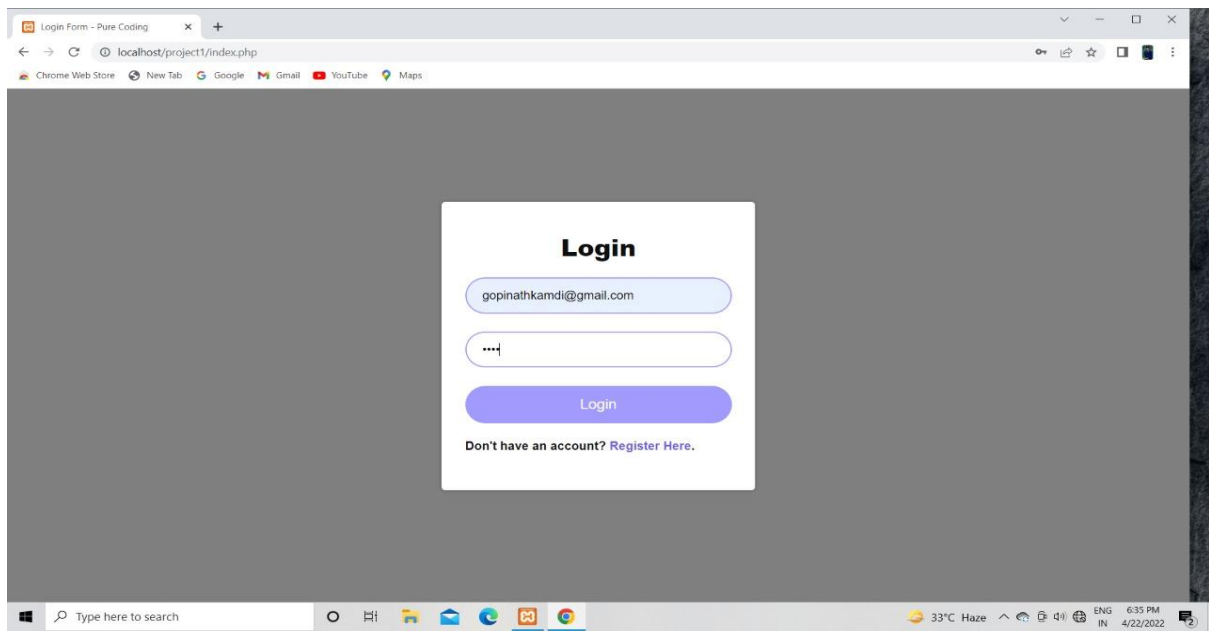 Login Form - Pure Coding
localhost/project1/index.php
Chrome Web Store New Tab Google Gmail YouTube Maps
Login
gopinathkamdi@gmail.com
••••
Login
Don't have an account? Register Here.
Type here to search
33°C Haze
ENG 6:35 PM
IN 4/22/2022
2